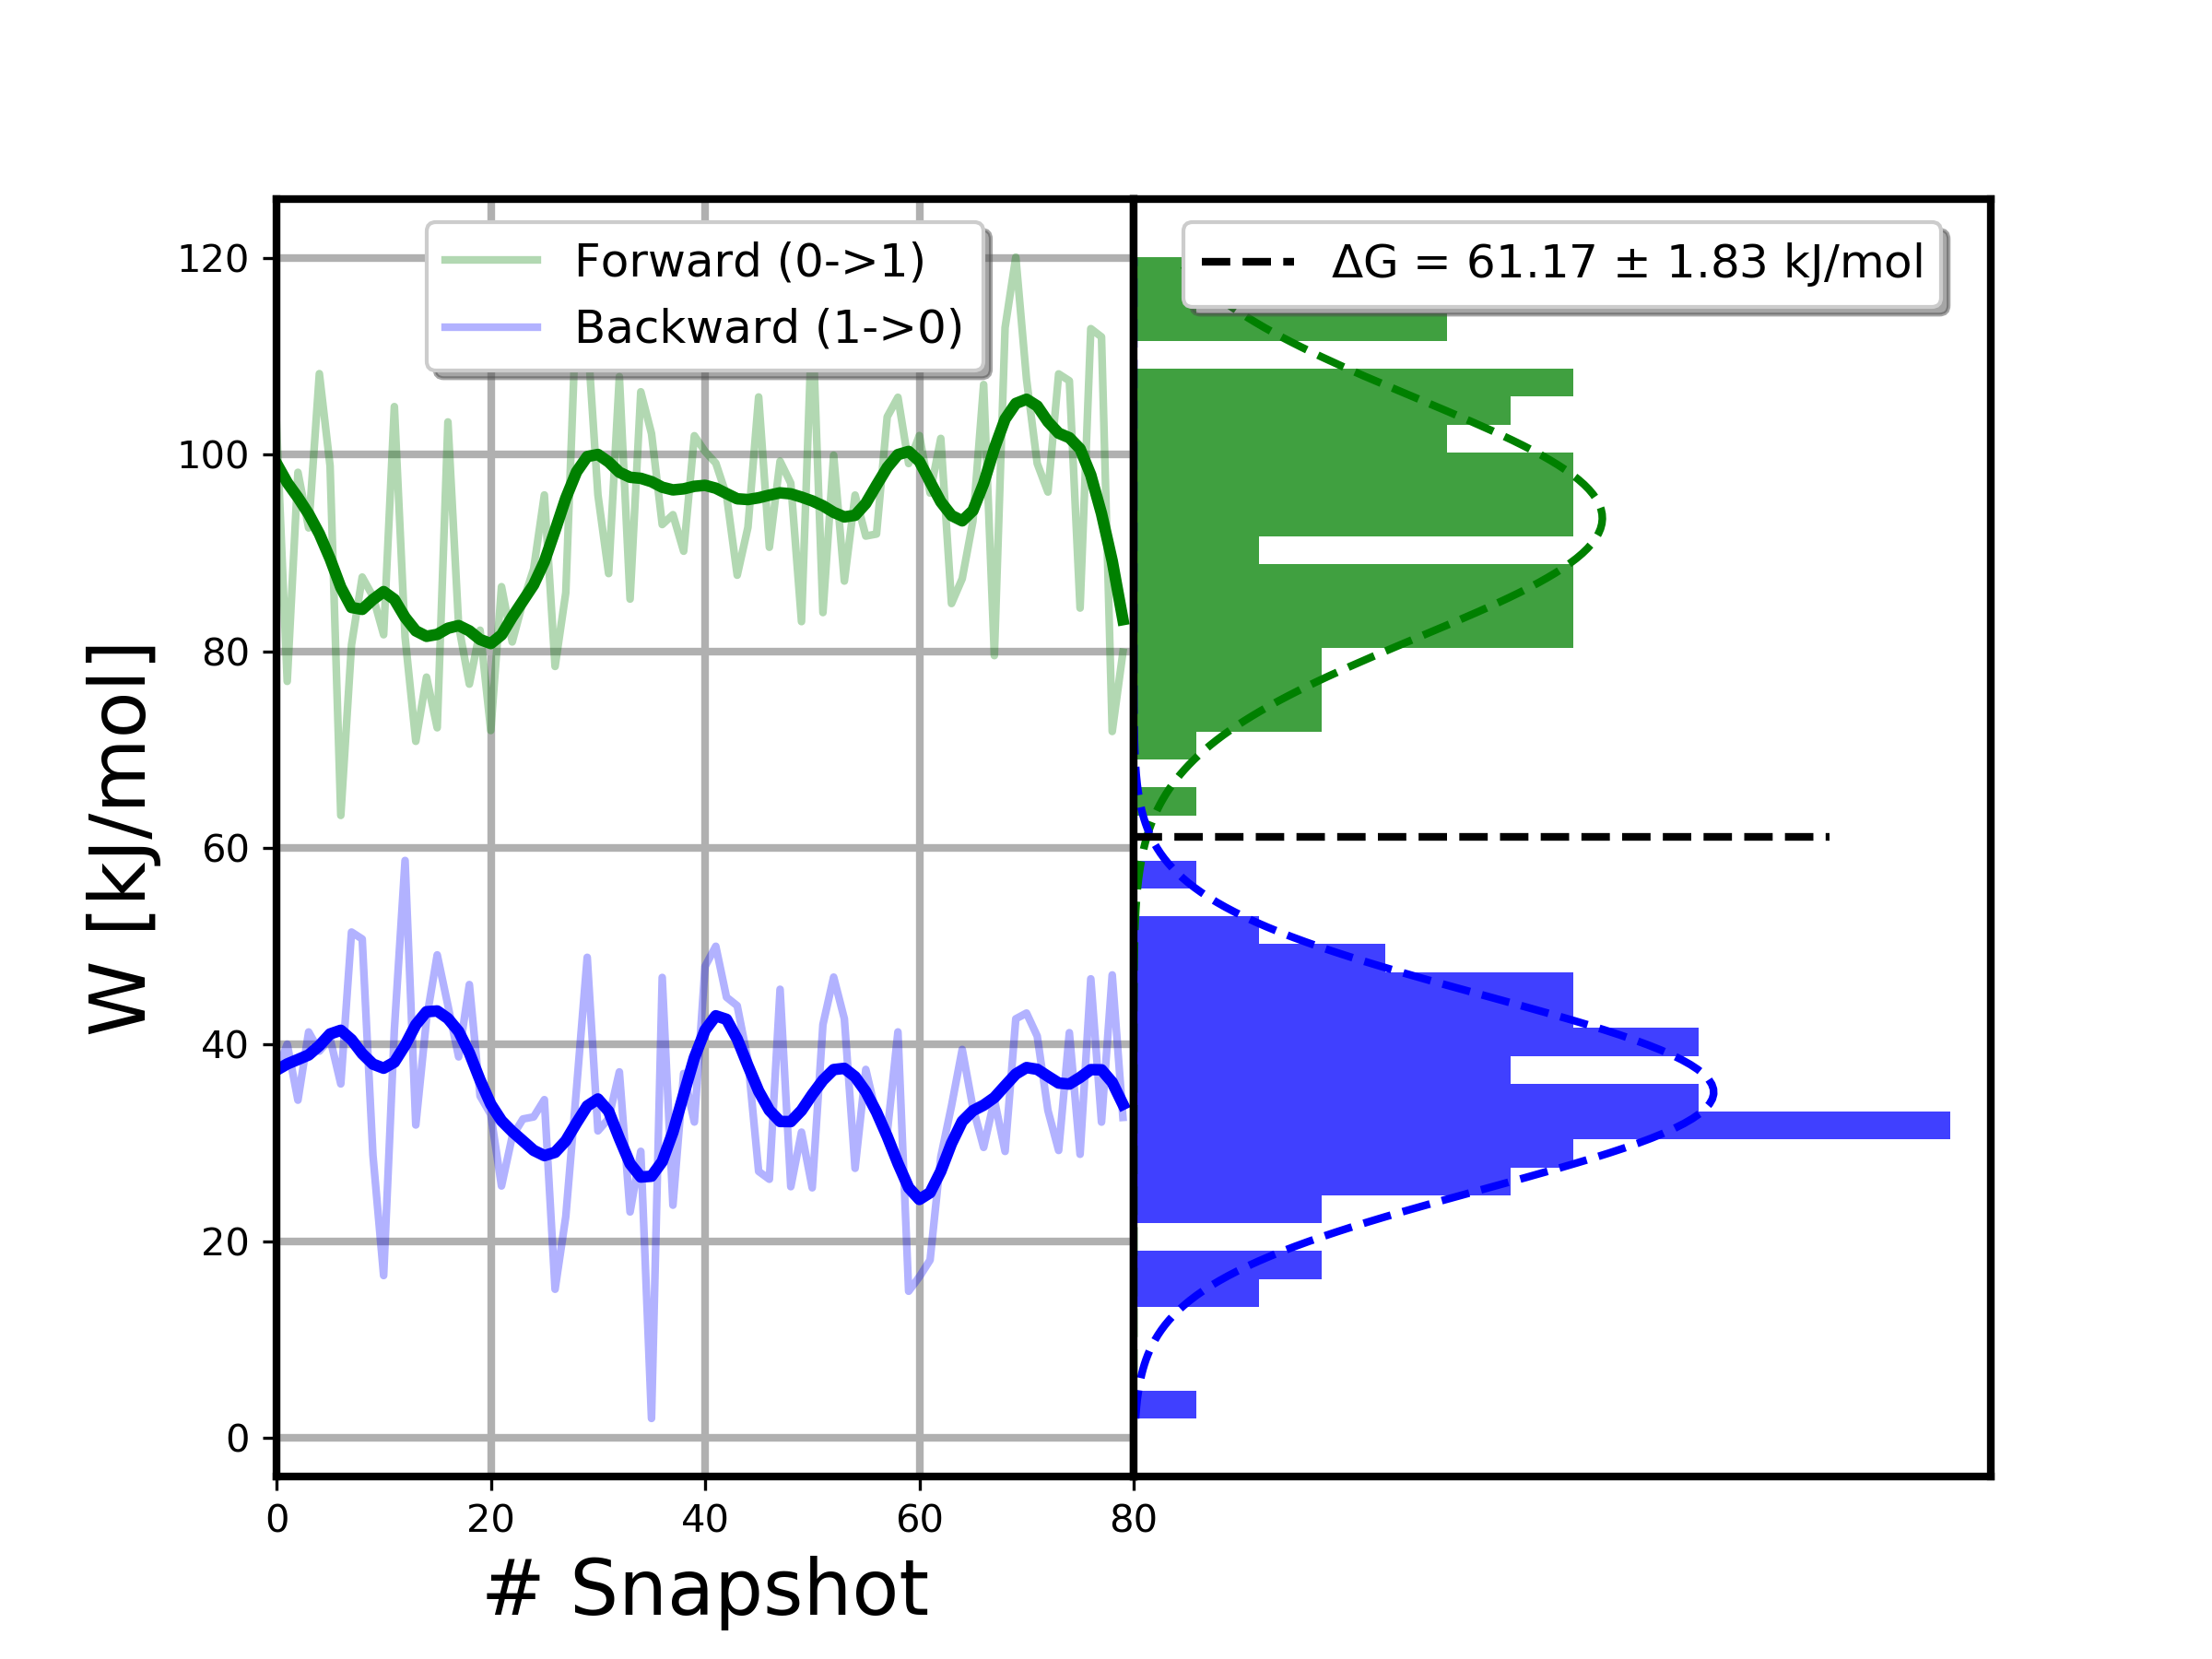 Forward (0->1)
Backward (1->0)
ΔG = 61.17 ± 1.83 kJ/mol
120
100
80
60
40
20
0
W [kJ/mol]
0 20 40 60 80
# Snapshot